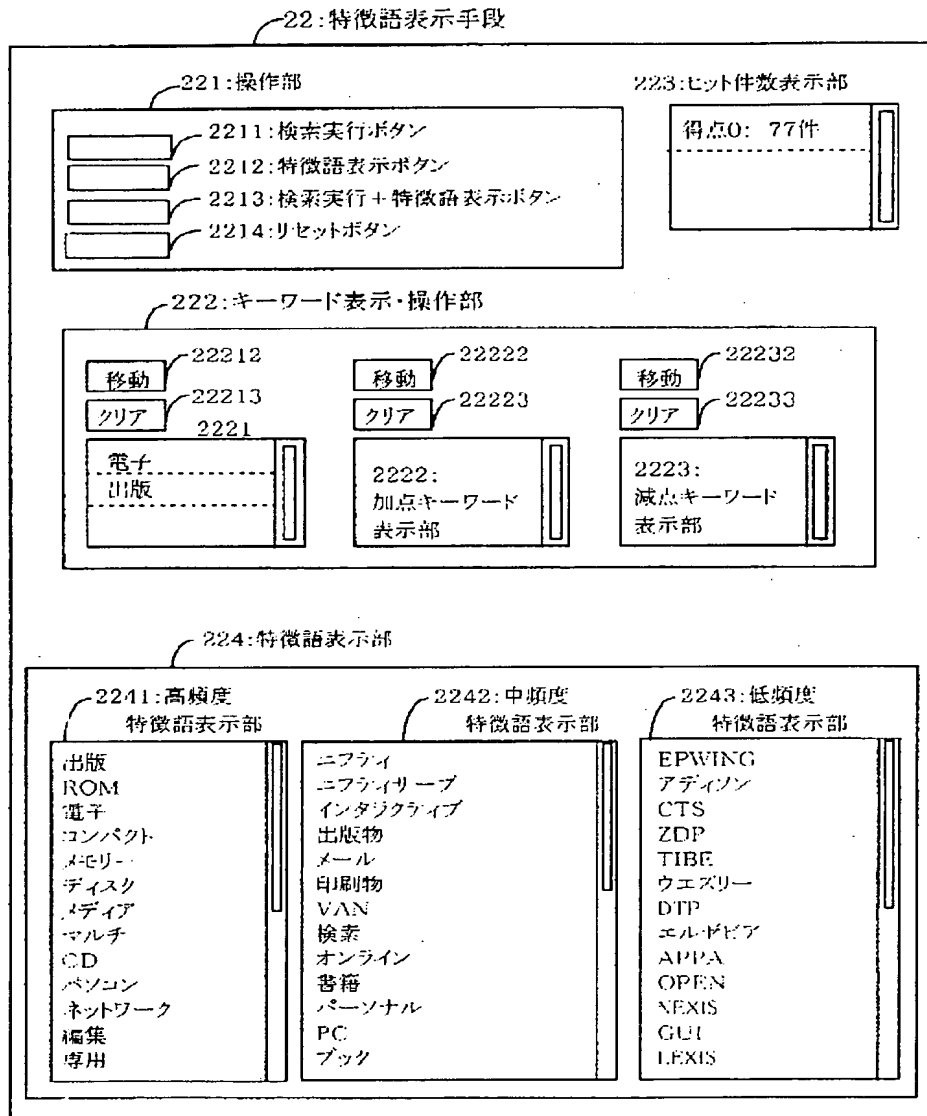 22:特徴語表示手段
221:操作部
223:ヒット件数表示部
2211:検索実行ボタン
2212:特徴語表示ボタン
2213:検索実行+特徴語表示ボタン
2214:リセットボタン
得点0: 77件
222:キーワード表示・操作部
22212
移動
22213
クリア
2221
電子
出版
22222
移動
22223
クリア
2222:
加点キーワード
表示部
22232
移動
22233
クリア
2223:
減点キーワード
表示部
224:特徴語表示部
2241:高頻度
特徴語表示部
出版
ROM
電子
コンパクト
メモリー
ディスク
メディア
マルチ
CD
パソコン
ネットワーク
編集
専用
2242:中頻度
特徴語表示部
ニフティ
ニフティサーブ
インタラクティブ
出版物
メール
印刷物
VAN
検索
オンライン
書籍
パーソナル
PC
ブック
2243:低頻度
特徴語表示部
EPWING
アディソン
CTS
ZDP
TIBE
ウエズリー
DTP
エルゼビア
APPA
OPEN
NEXIS
GUI
LEXIS